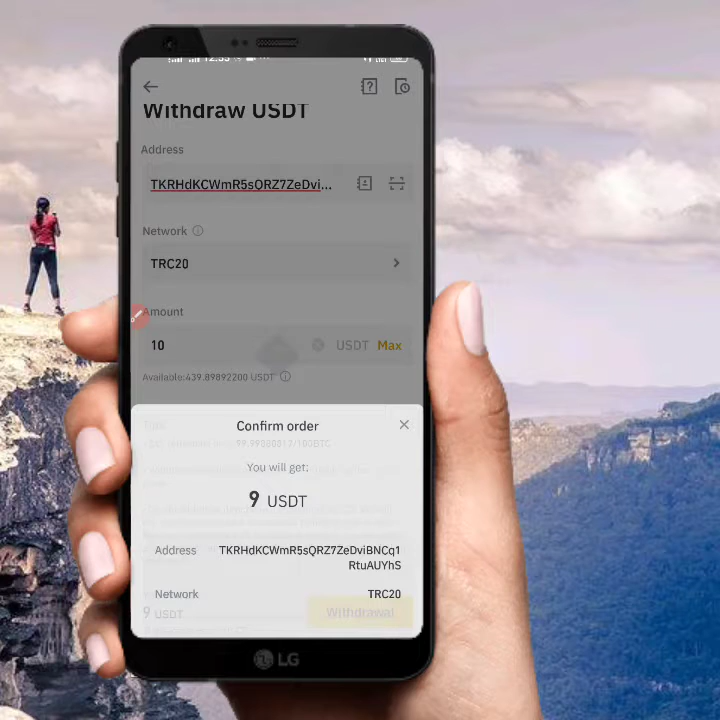 Withdraw USDT
Address
TKRHdKCWmR5sQRZ7ZeDvi...
Network
TRC20
Amount
10
USDT Max
Available:439.89892200 USDT
Confirm order
You will get:
9 USDT
Address TKRHdKCWmR5sQRZ7ZeDviBNCq1
RtuAUYhS
Network TRC20
9 USDT Withdrawal
LG